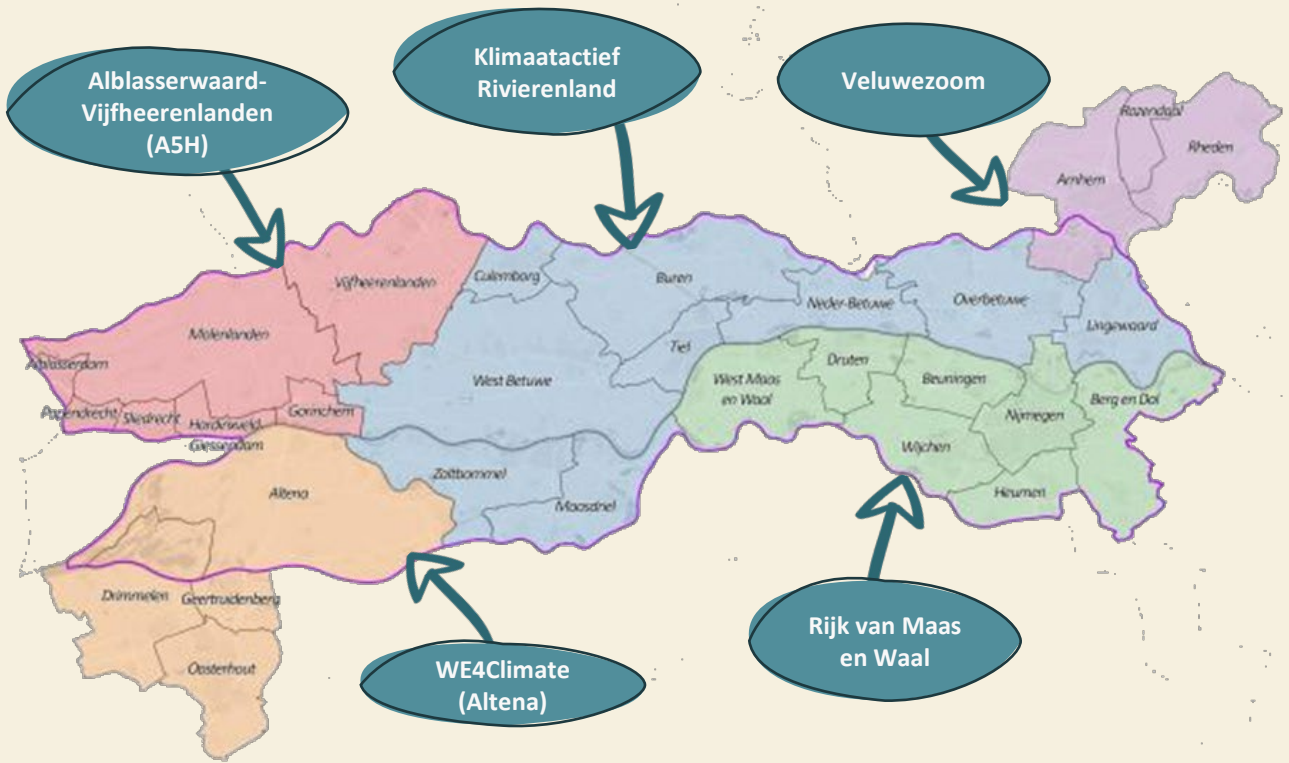 Alblasserwaard-
Vijfheerenlanden
(A5H)
Klimaatactief
Rivierenland
Veluwezoom
Rozendaal
Rheden
Arnhem
Vijfheerenlanden
Culemborg
Buren
Neder-Betuwe
Overbetuwe
Lingewaard
Molenlanden
Tiel
Alblasserdam
West Betuwe
West Maas
en Waal
Druten
Beuningen
Nijmegen
Berg en Dal
Papendrecht
Sliedrecht
Hardinxveld
Giessendam
Gorinchem
Wijchen
Heumen
Altena
Zaltbommel
Maasdriel
Drimmelen
Geertruidenberg
Oosterhout
WE4Climate
(Altena)
Rijk van Maas
en Waal